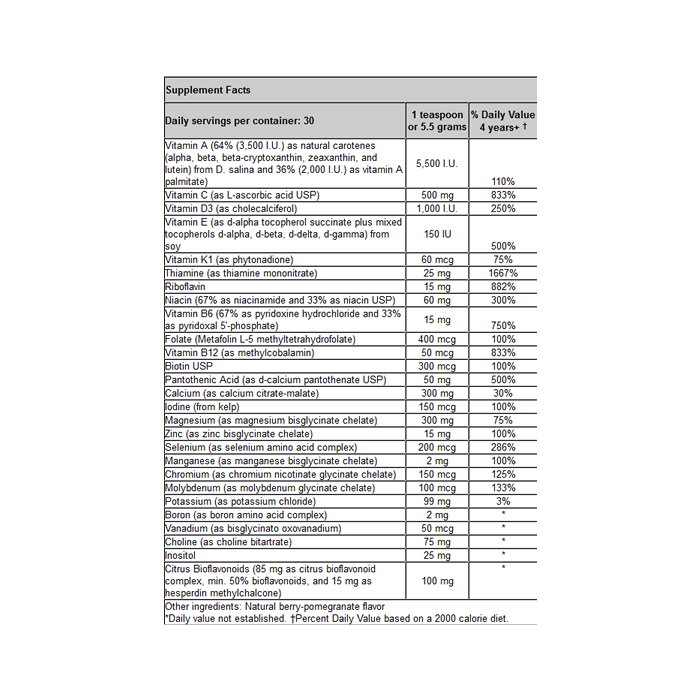 Supplement Facts
Daily servings per container: 30 1 teaspoon or 5.5 grams % Daily Value 4 years+ †
Vitamin A (64% (3,500 I.U.) as natural carotenes
(alpha, beta, beta-cryptoxanthin, zeaxanthin, and
lutein) from D. salina and 36% (2,000 I.U.) as vitamin A
palmitate) 5,500 I.U. 110%
Vitamin C (as L-ascorbic acid USP) 500 mg 833%
Vitamin D3 (as cholecalciferol) 1,000 I.U. 250%
Vitamin E (as d-alpha tocopherol succinate plus mixed
tocopherols d-alpha, d-beta, d-delta, d-gamma) from
soy 150 IU 500%
Vitamin K1 (as phytonadione) 60 mcg 75%
Thiamine (as thiamine mononitrate) 25 mg 1667%
Riboflavin 15 mg 882%
Niacin (67% as niacinamide and 33% as niacin USP) 60 mg 300%
Vitamin B6 (67% as pyridoxine hydrochloride and 33%
as pyridoxal 5'-phosphate) 15 mg 750%
Folate (Metafolin L-5 methyltetrahydrofolate) 400 mcg 100%
Vitamin B12 (as methylcobalamin) 50 mcg 833%
Biotin USP 300 mcg 100%
Pantothenic Acid (as d-calcium pantothenate USP) 50 mg 500%
Calcium (as calcium citrate-malate) 300 mg 30%
Iodine (from kelp) 150 mcg 100%
Magnesium (as magnesium bisglycinate chelate) 300 mg 75%
Zinc (as zinc bisglycinate chelate) 15 mg 100%
Selenium (as selenium amino acid complex) 200 mcg 286%
Manganese (as manganese bisglycinate chelate) 2 mg 100%
Chromium (as chromium nicotinate glycinate chelate) 150 mcg 125%
Molybdenum (as molybdenum glycinate chelate) 100 mcg 133%
Potassium (as potassium chloride) 99 mg 3%
Boron (as boron amino acid complex) 2 mg *
Vanadium (as bisglycinato oxovanadium) 50 mcg *
Choline (as choline bitartrate) 75 mg *
Inositol 25 mg *
Citrus Bioflavonoids (85 mg as citrus bioflavonoid
complex, min. 50% bioflavonoids, and 15 mg as
hesperdin methylchalcone) 100 mg *
Other ingredients: Natural berry-pomegranate flavor
*Daily value not established. †Percent Daily Value based on a 2000 calorie diet.